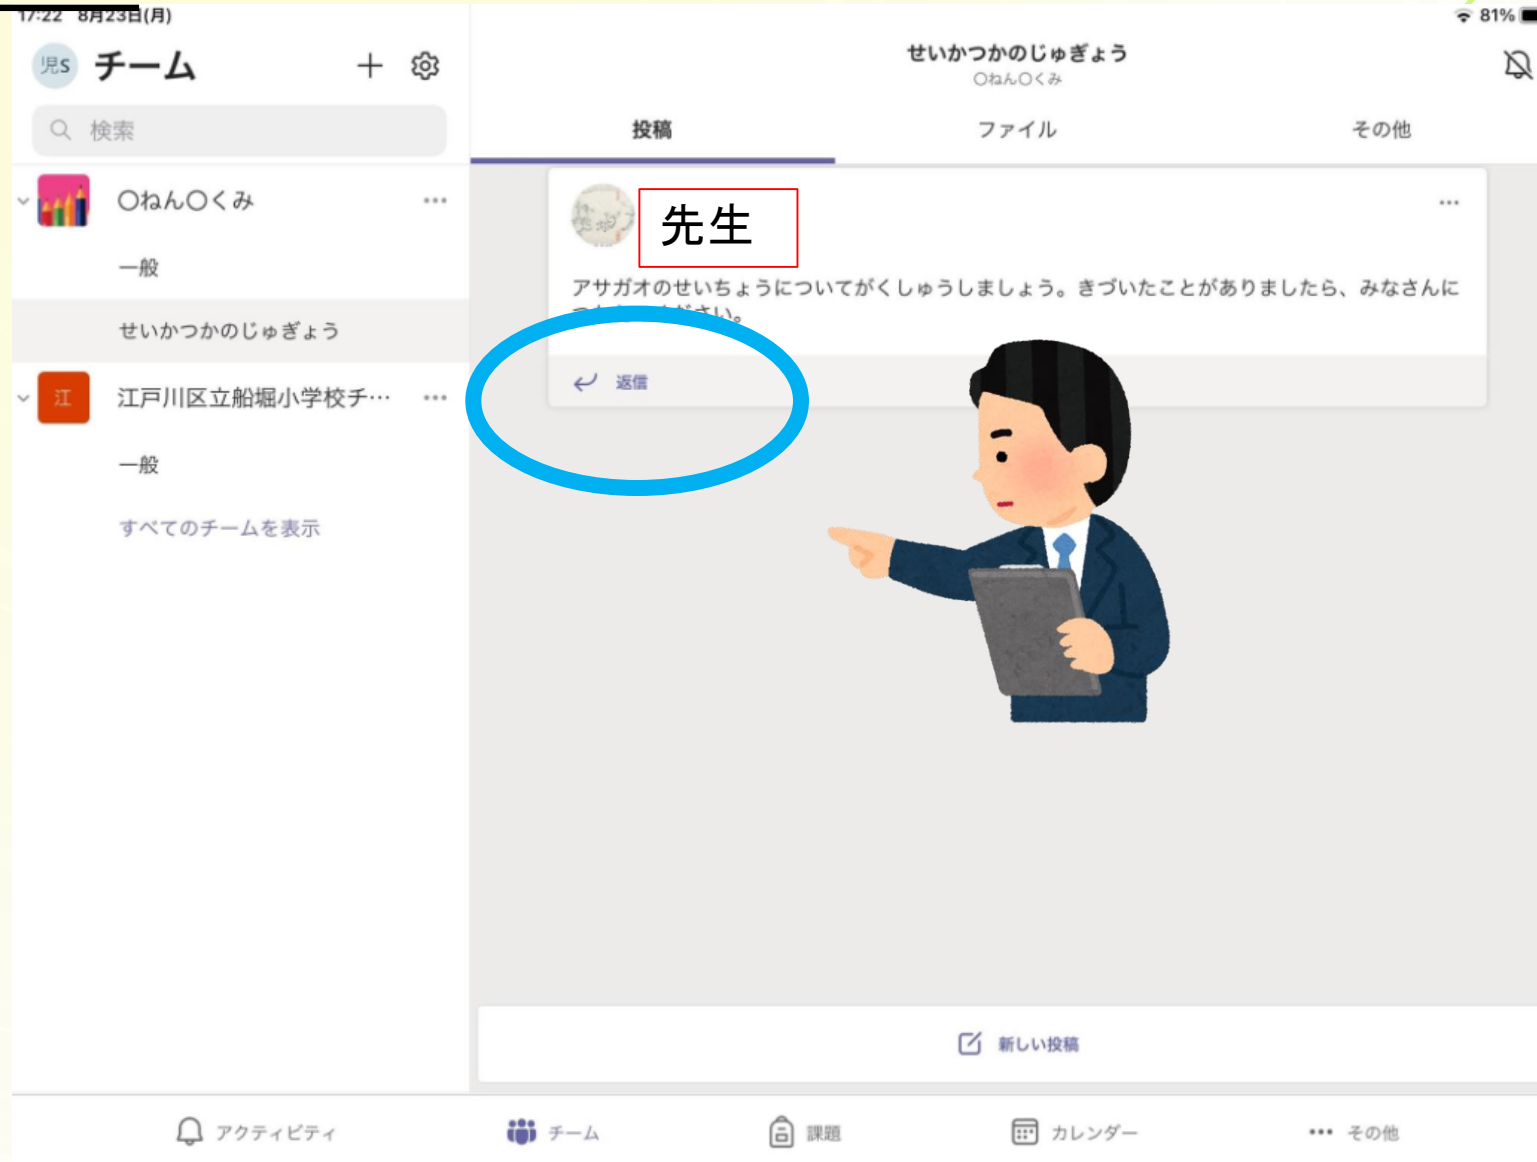 17:22 8月23日(月)
81%
児S チーム
検索
〇ねん〇くみ
一般
せいかつかのじゅぎょう
江 江戸川区立船堀小学校チ…
一般
すべてのチームを表示
せいかつかのじゅぎょう
〇ねん〇くみ
投稿 ファイル その他
先生
アサガオのせいちょうについてがくしゅうしましょう。きづいたことがありましたら、みなさんに
ださい。
返信
新しい投稿
アクティビティ チーム 課題 カレンダー その他